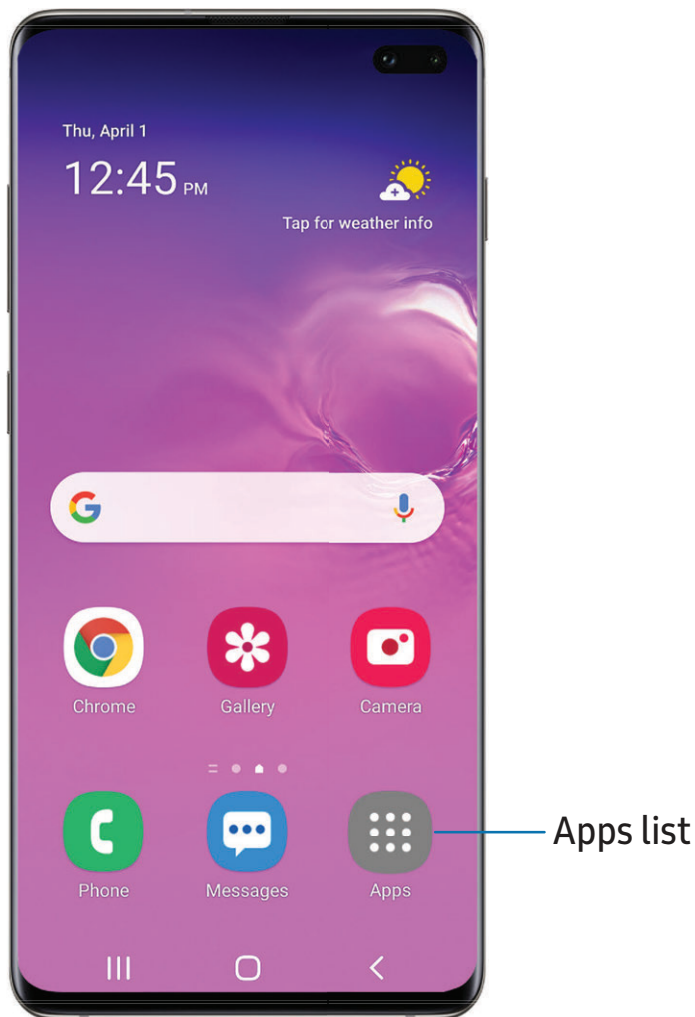 Thu, April 1
12:45 PM
Tap for weather info
G
Chrome
Gallery
Camera
Phone
Messages
Apps
Apps list